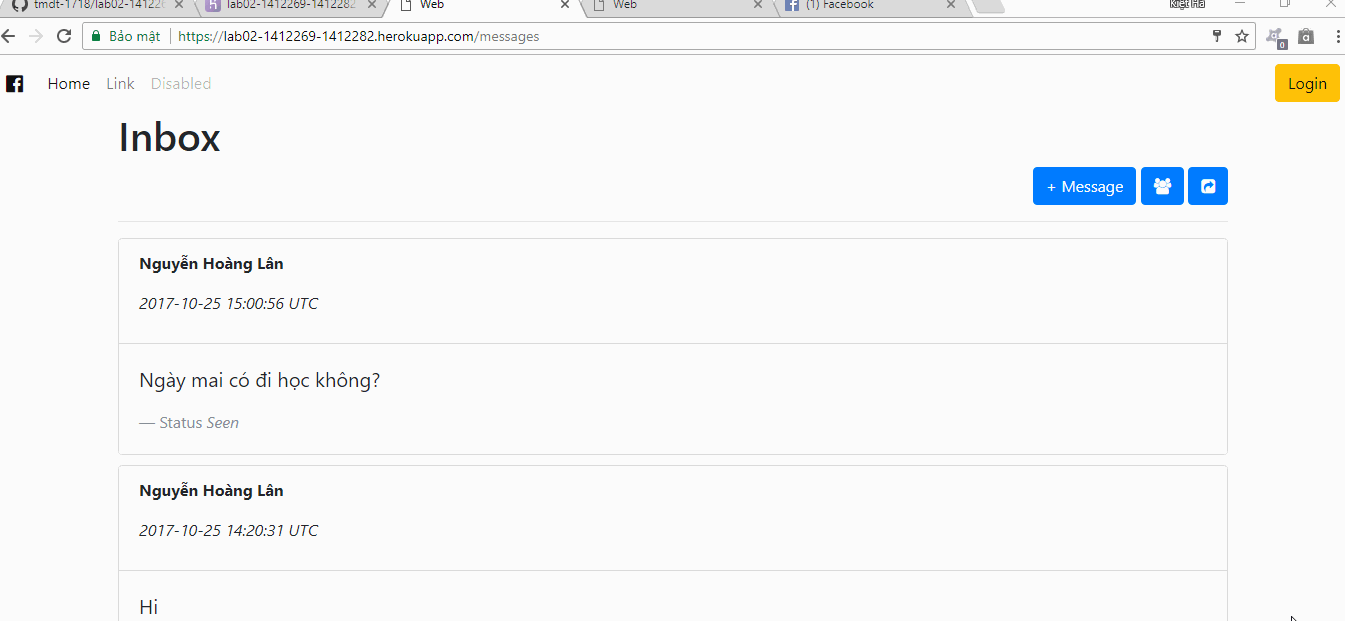 tmdt-1718/lab02-14122
lab02-1412269-1412282
Web
Web
(1) Facebook
Kiệt Hà
Bảo mật
https://lab02-1412269-1412282.herokuapp.com/messages
0
Home
Link
Disabled
Login
Inbox
+ Message
Nguyễn Hoàng Lân
2017-10-25 15:00:56 UTC
Ngày mai có đi học không?
— Status Seen
Nguyễn Hoàng Lân
2017-10-25 14:20:31 UTC
Hi